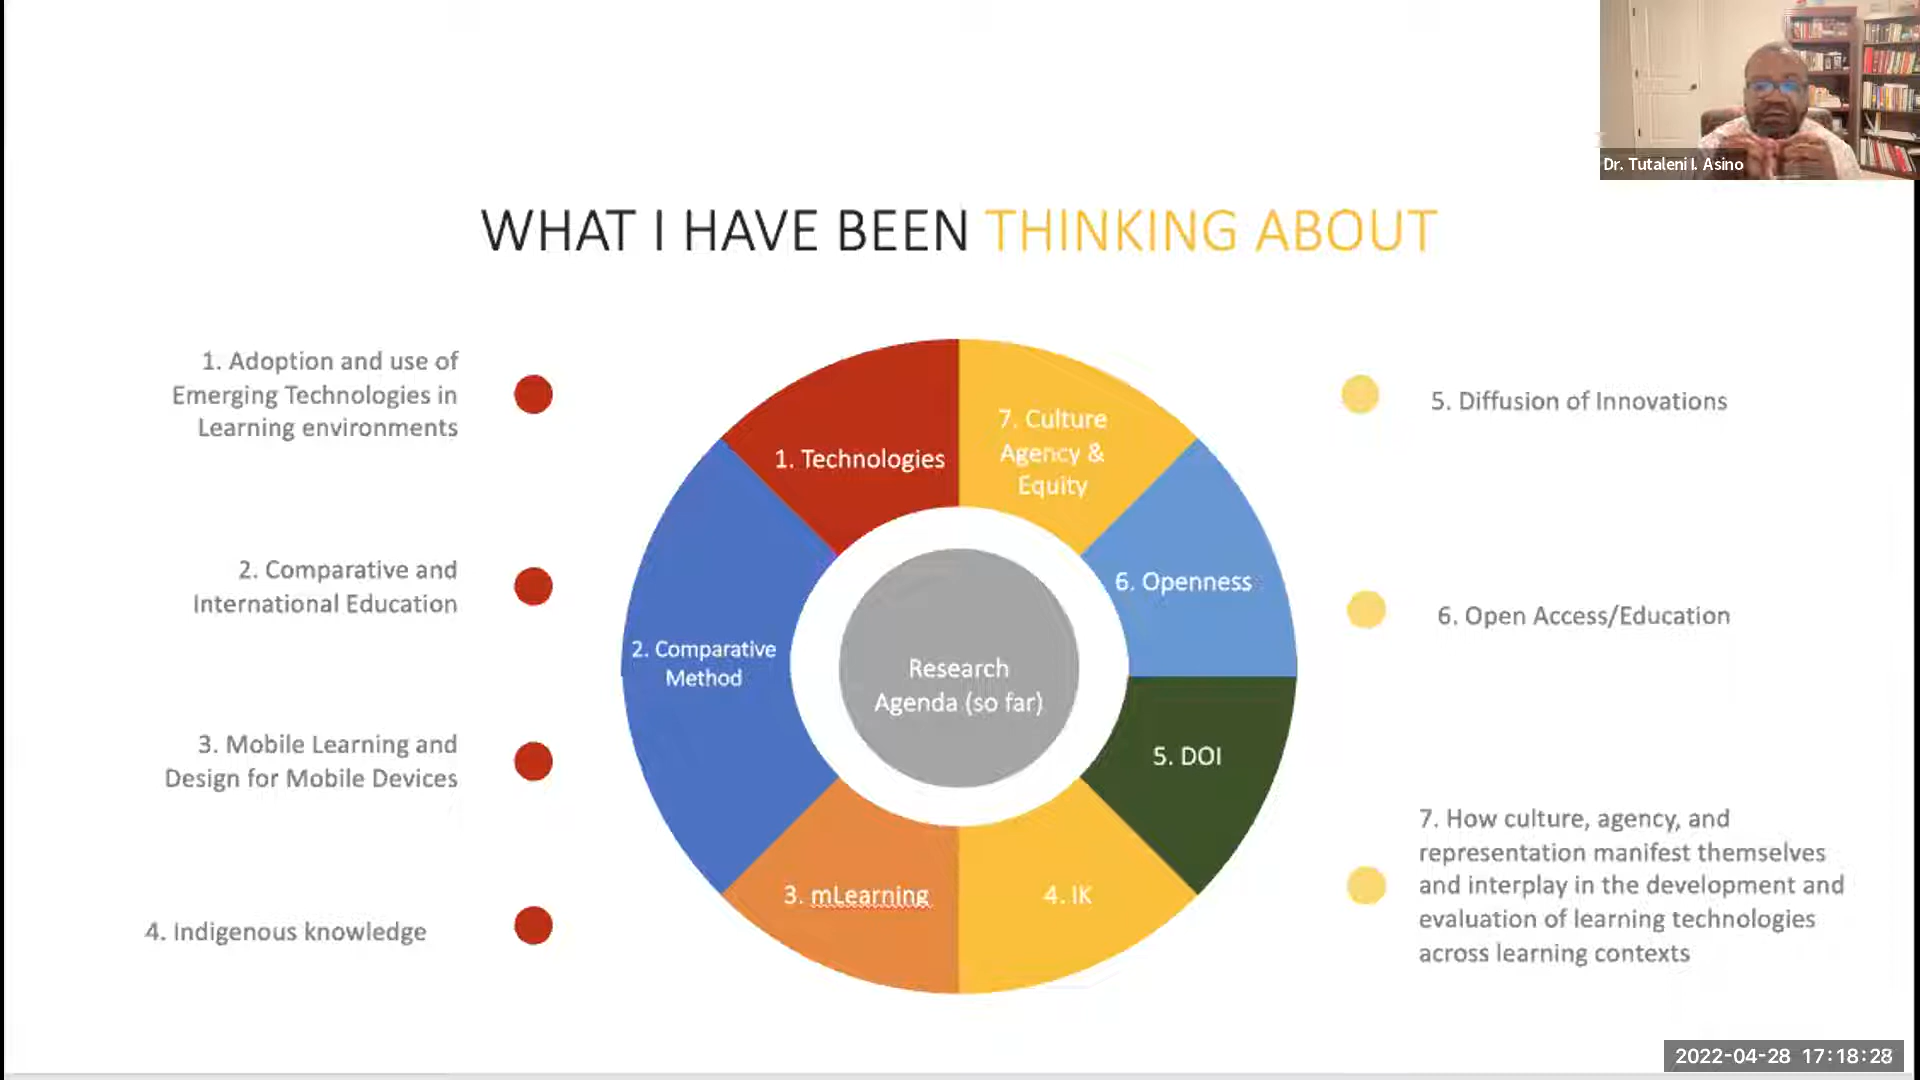 Dr. Tutaleni I. Asino
WHAT I HAVE BEEN THINKING ABOUT
1. Adoption and use of
Emerging Technologies in
Learning environments
2. Comparative and
International Education
3. Mobile Learning and
Design for Mobile Devices
4. Indigenous knowledge
1. Technologies
7. Culture
Agency &
Equity
6. Openness
2. Comparative
Method
Research
Agenda (so far)
5. DOI
3. mLearning
4. IK
5. Diffusion of Innovations
6. Open Access/Education
7. How culture, agency, and
representation manifest themselves
and interplay in the development and
evaluation of learning technologies
across learning contexts
2022-04-28 17:18:28